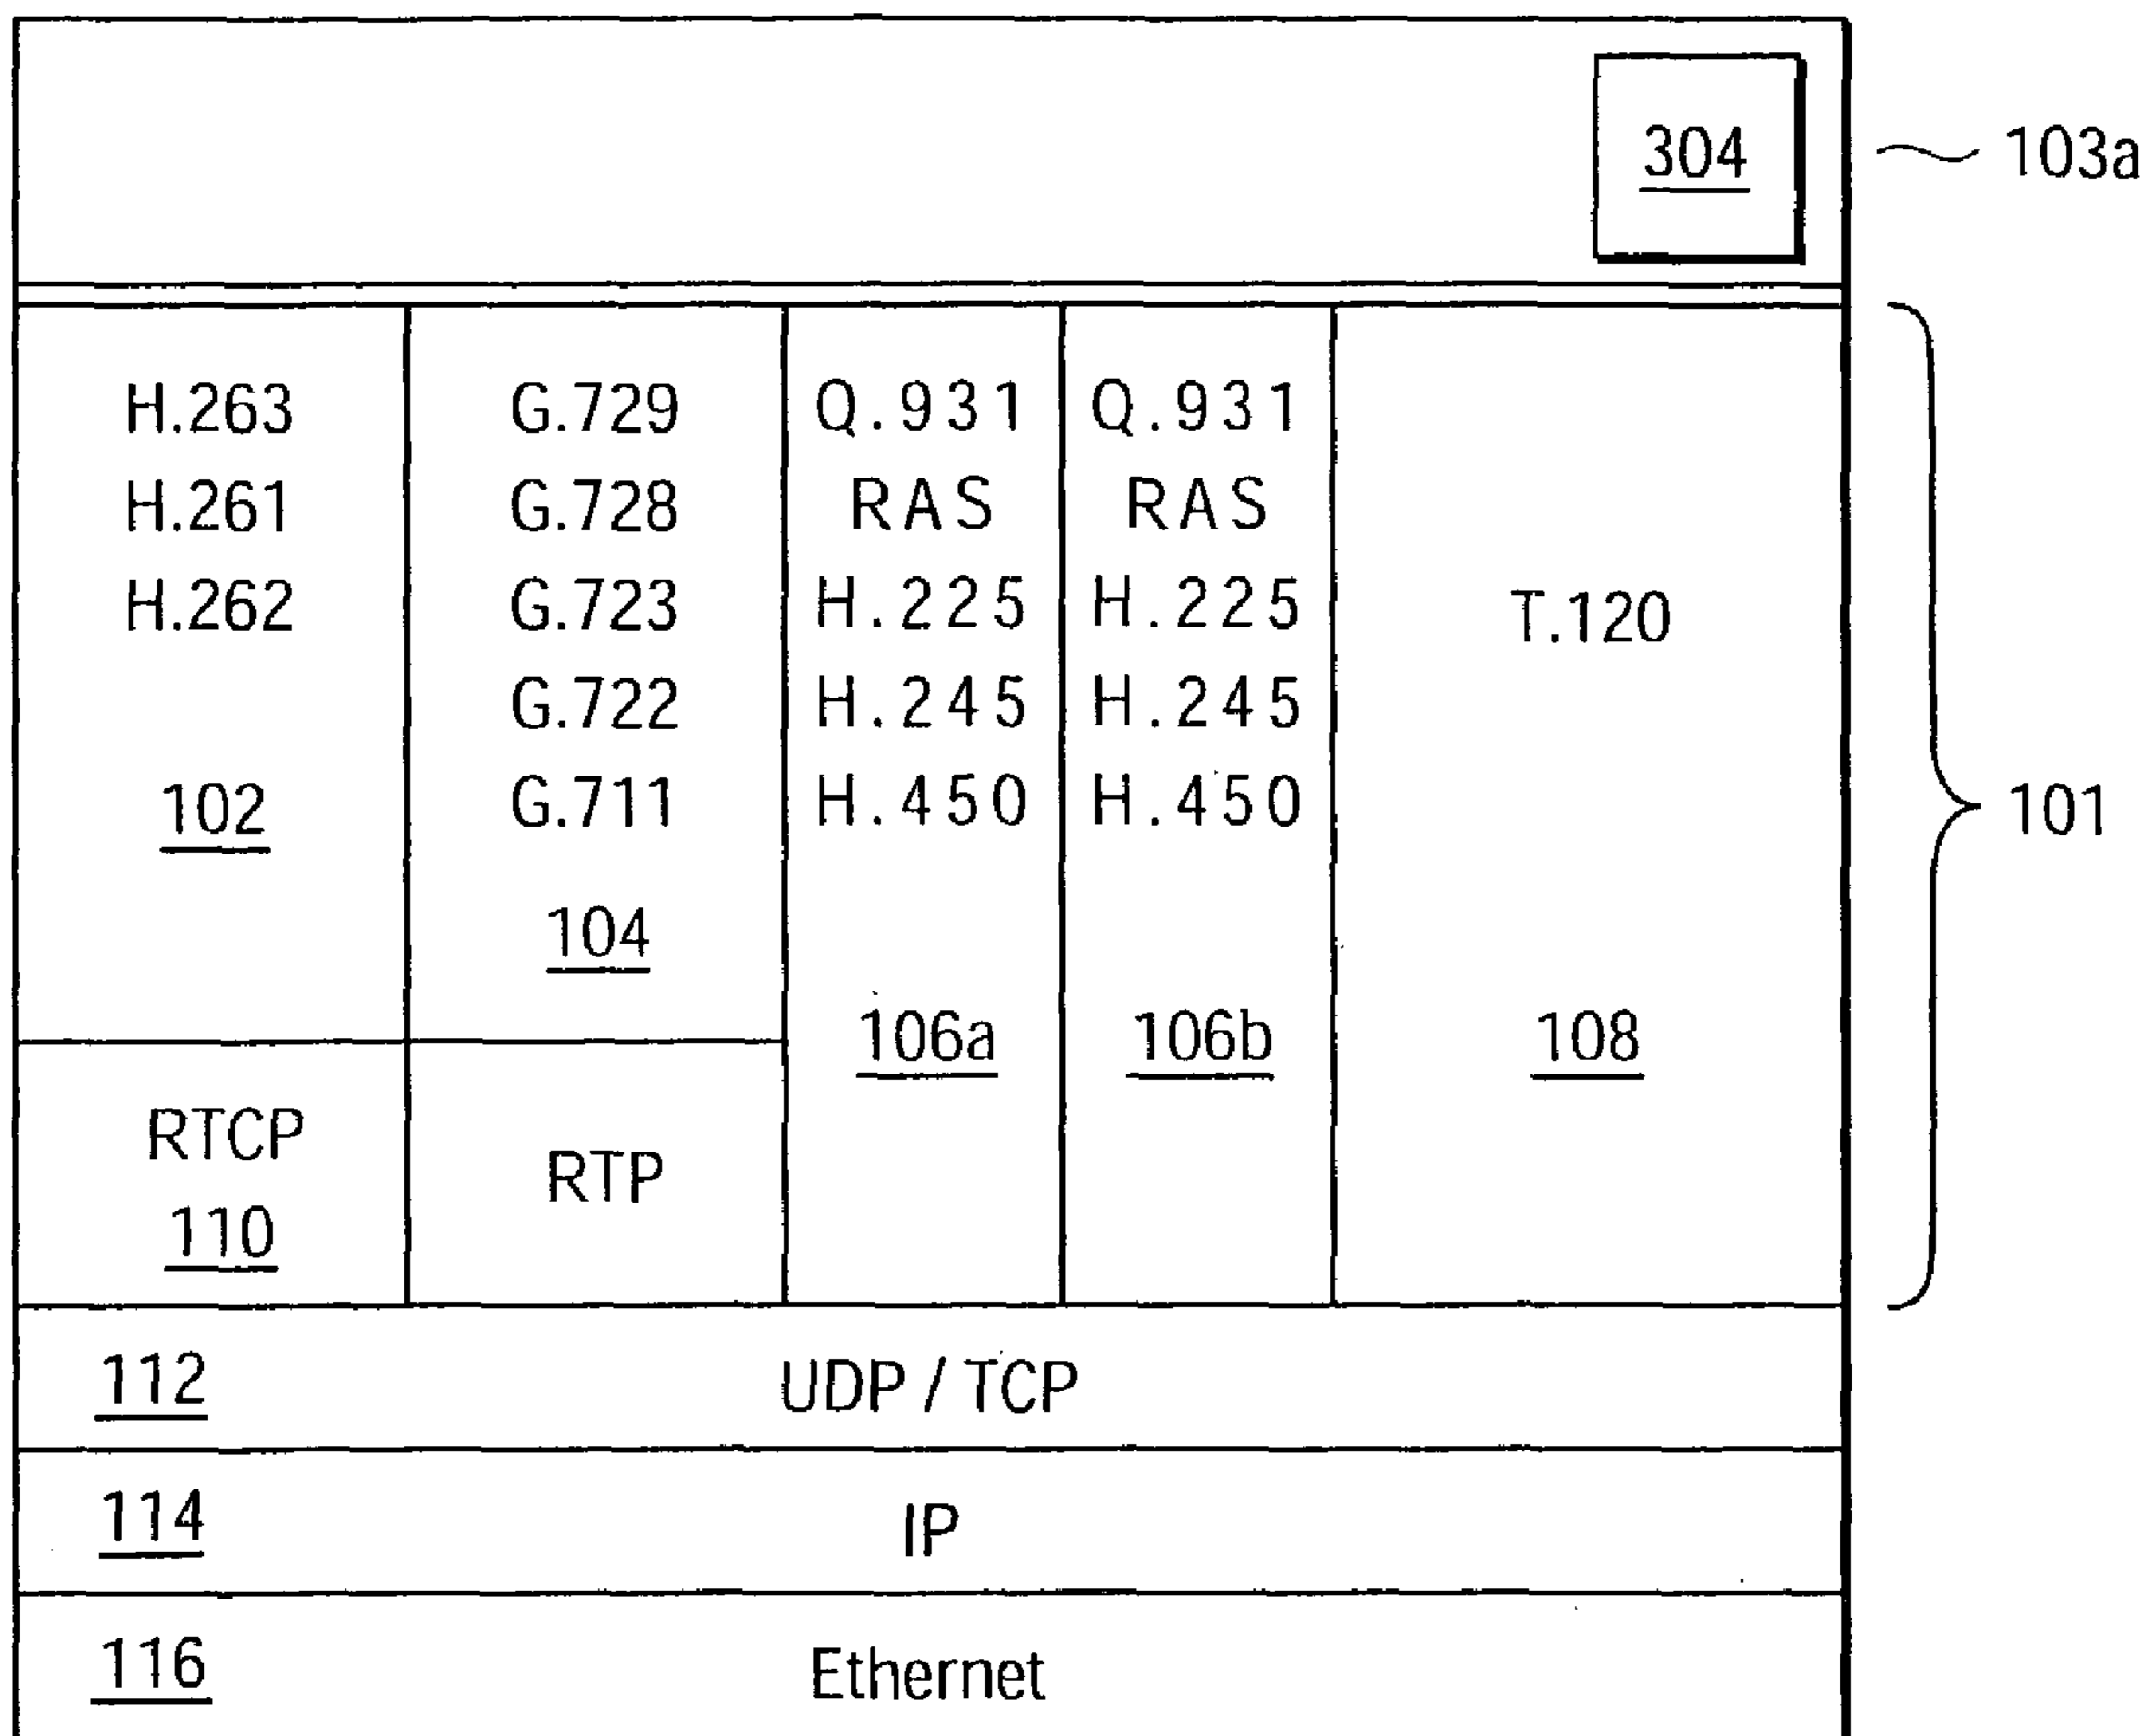 304
103a
H.263
H.261
H.262
102
G.729
G.728
G.723
G.722
G.711
104
Q.931
RAS
H.225
H.245
H.450
106a
Q.931
RAS
H.225
H.245
H.450
106b
T.120
108
101
RTCP
110
RTP
112 UDP / TCP
114 IP
116 Ethernet